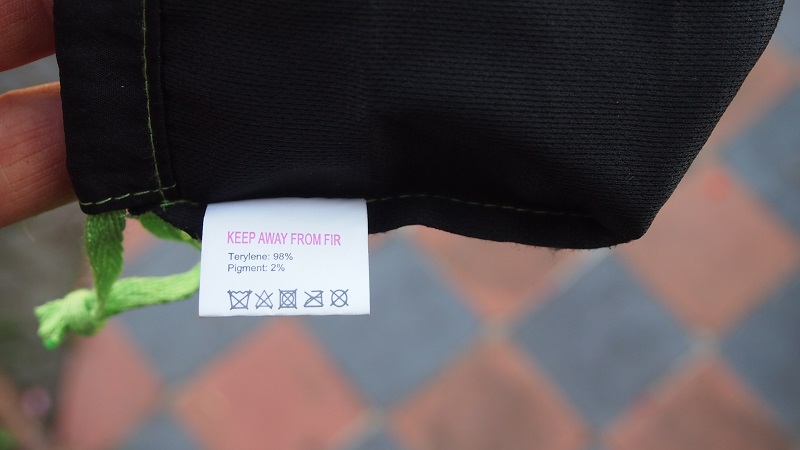 KEEP AWAY FROM FIR
Terylene: 98%
Pigment: 2%